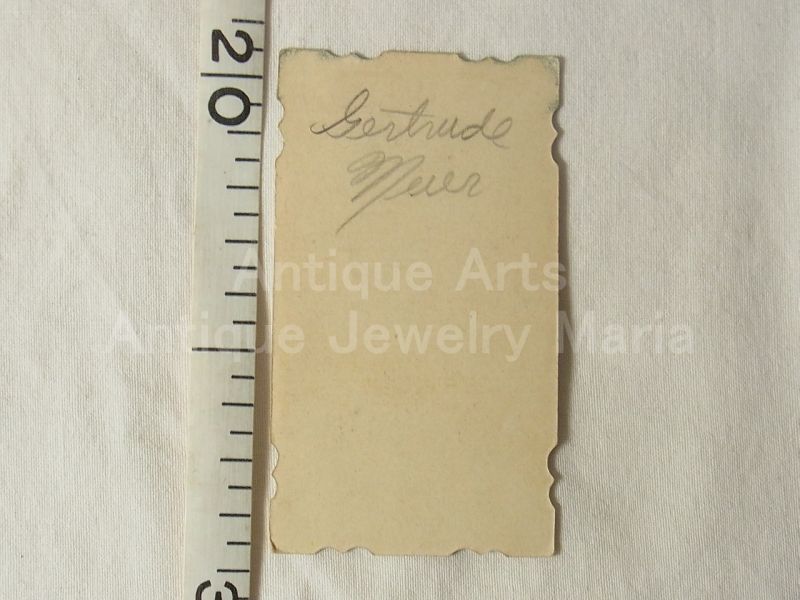 20
Gertrude
Meier
Antique Arts
Antique Jewelry Maria
3